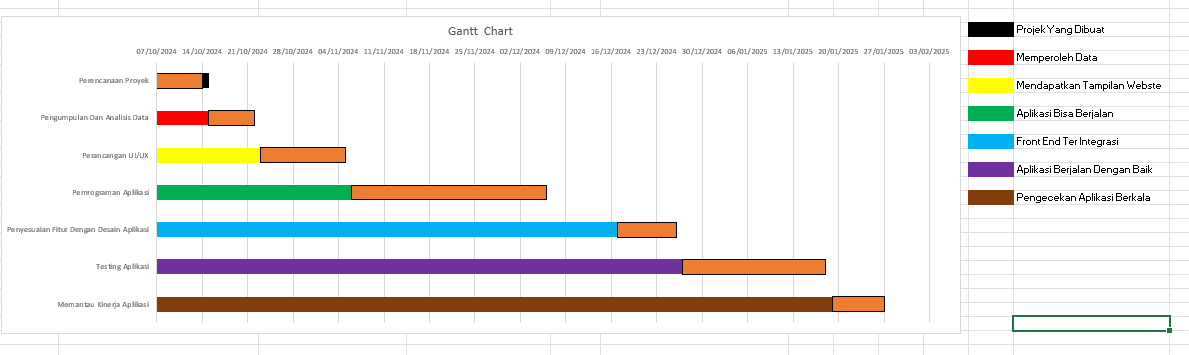 Gantt Chart
07/10/2024 14/10/2024 21/10/2024 28/10/2024 04/11/2024 11/11/2024 18/11/2024 25/11/2024 02/12/2024 09/12/2024 16/12/2024 23/12/2024 30/12/2024 06/01/2025 13/01/2025 20/01/2025 27/01/2025 03/02/2025
Perencanaan Proyek
Pengumpulan Dan Analisis Data
Perancangan UI/UX
Pemrograman Aplikasi
Penyesuaian Fitur Dengan Desain Aplikasi
Testing Aplikasi
Memantau Kinerja Aplikasi
Projek Yang Dibuat
Memperoleh Data
Mendapatkan Tampilan Webste
Aplikasi Bisa Berjalan
Front End Ter Integrasi
Aplikasi Berjalan Dengan Baik
Pengecekan Aplikasi Berkala